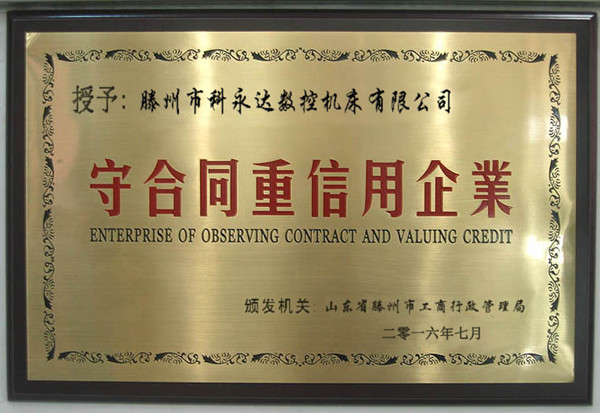 授予：滕州市科永达数控机床有限公司
守合同重信用企業
ENTERPRISE OF OBSERVING CONTRACT AND VALUING CREDIT
颁发机关：山东省滕州市工商行政管理局
二零一六年七月